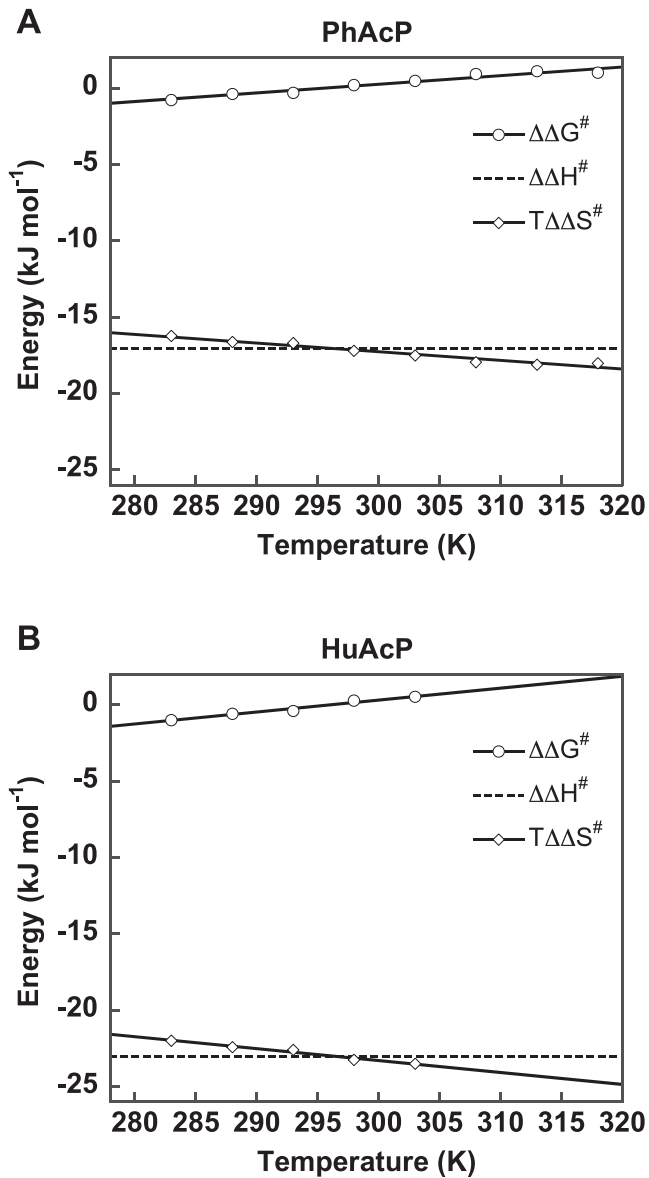 A
PhAcP
0
-5
-10
-15
-20
-25
Energy (kJ mol⁻¹)
ΔΔG#
ΔΔH#
TΔΔS#
280 285 290 295 300 305 310 315 320
Temperature (K)
B
HuAcP
0
-5
-10
-15
-20
-25
Energy (kJ mol⁻¹)
ΔΔG#
ΔΔH#
TΔΔS#
280 285 290 295 300 305 310 315 320
Temperature (K)